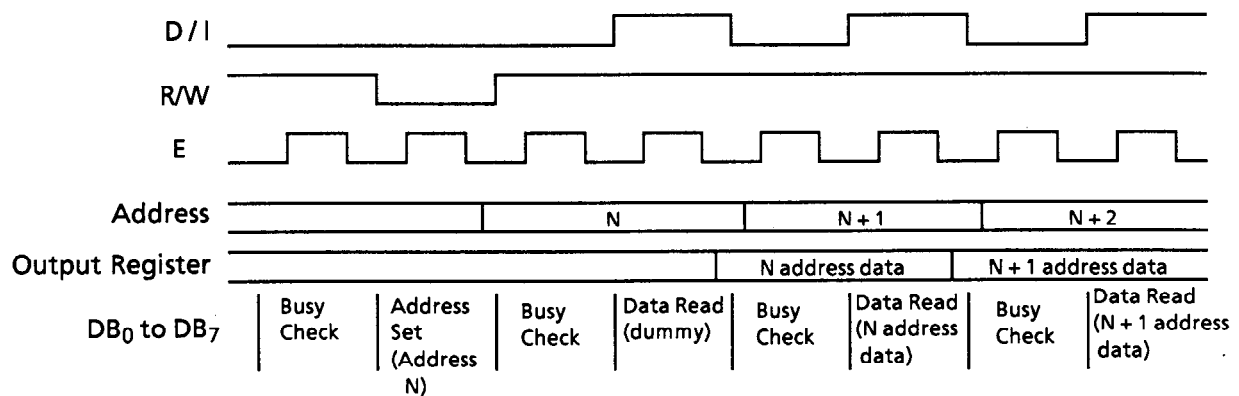 D / I
R/W
E
Address N N + 1 N + 2
Output Register N address data N + 1 address data
DB0 to DB7
Busy
Check
Address
Set
(Address
N)
Busy
Check
Data Read
(dummy)
Busy
Check
Data Read
(N address
data)
Busy
Check
Data Read
(N + 1 address
data)